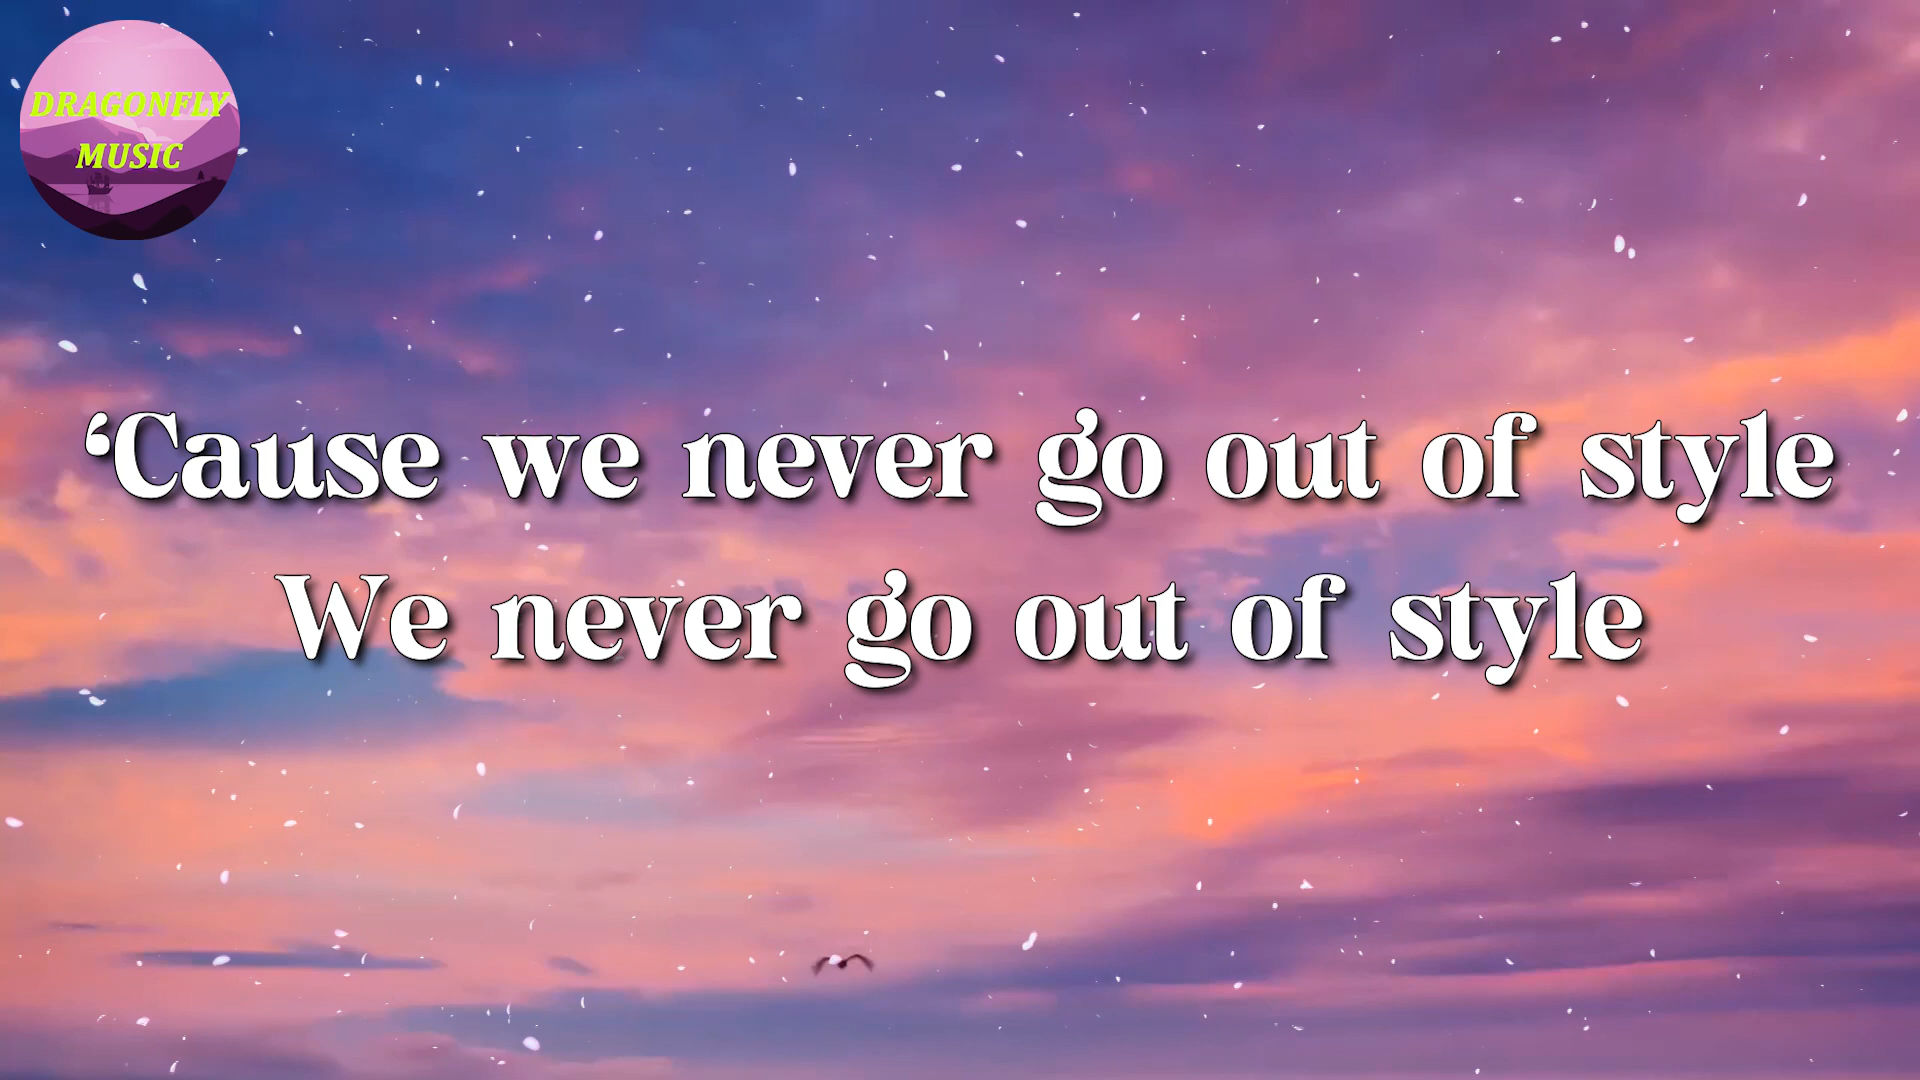 DRAGONFLY
MUSIC
‘Cause we never go out of style
We never go out of style